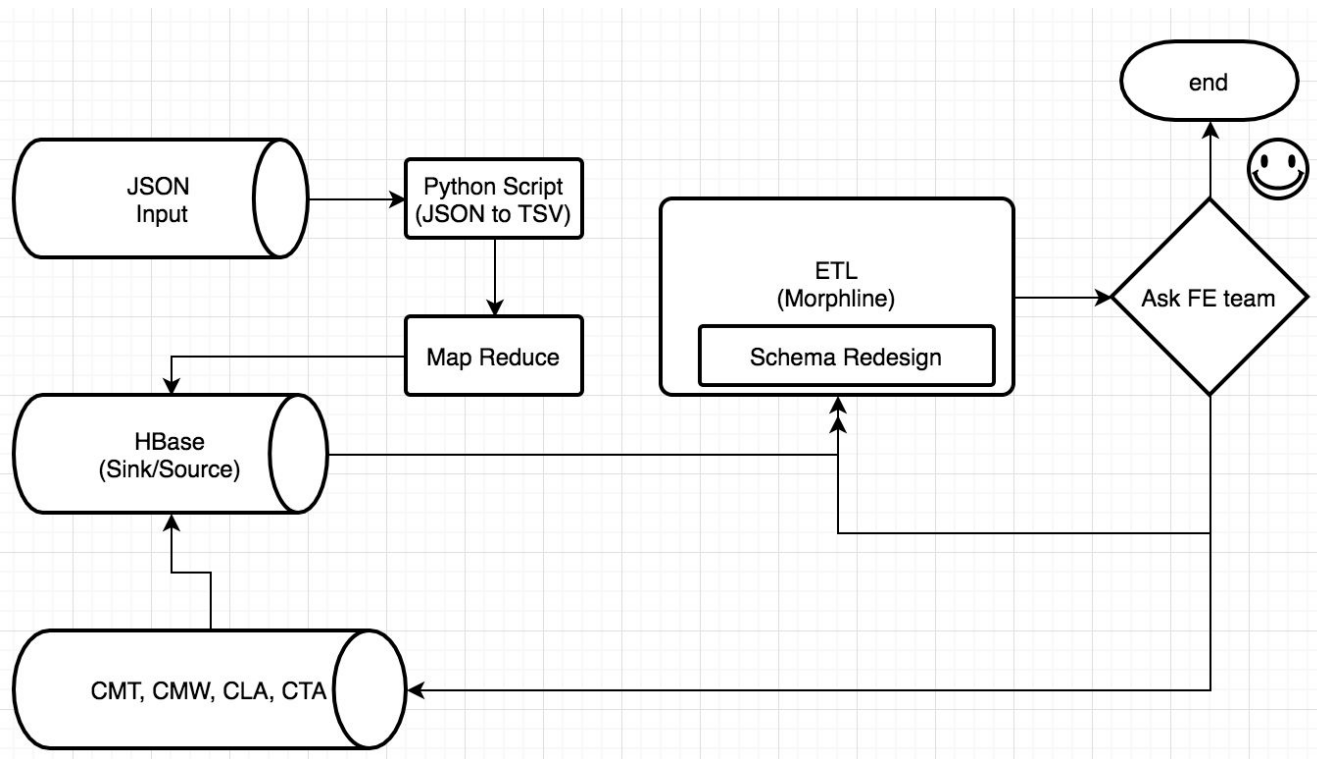 end
JSON
Input
Python Script
(JSON to TSV)
ETL
(Morphline)
Ask FE team
Map Reduce
Schema Redesign
HBase
(Sink/Source)
CMT, CMW, CLA, CTA